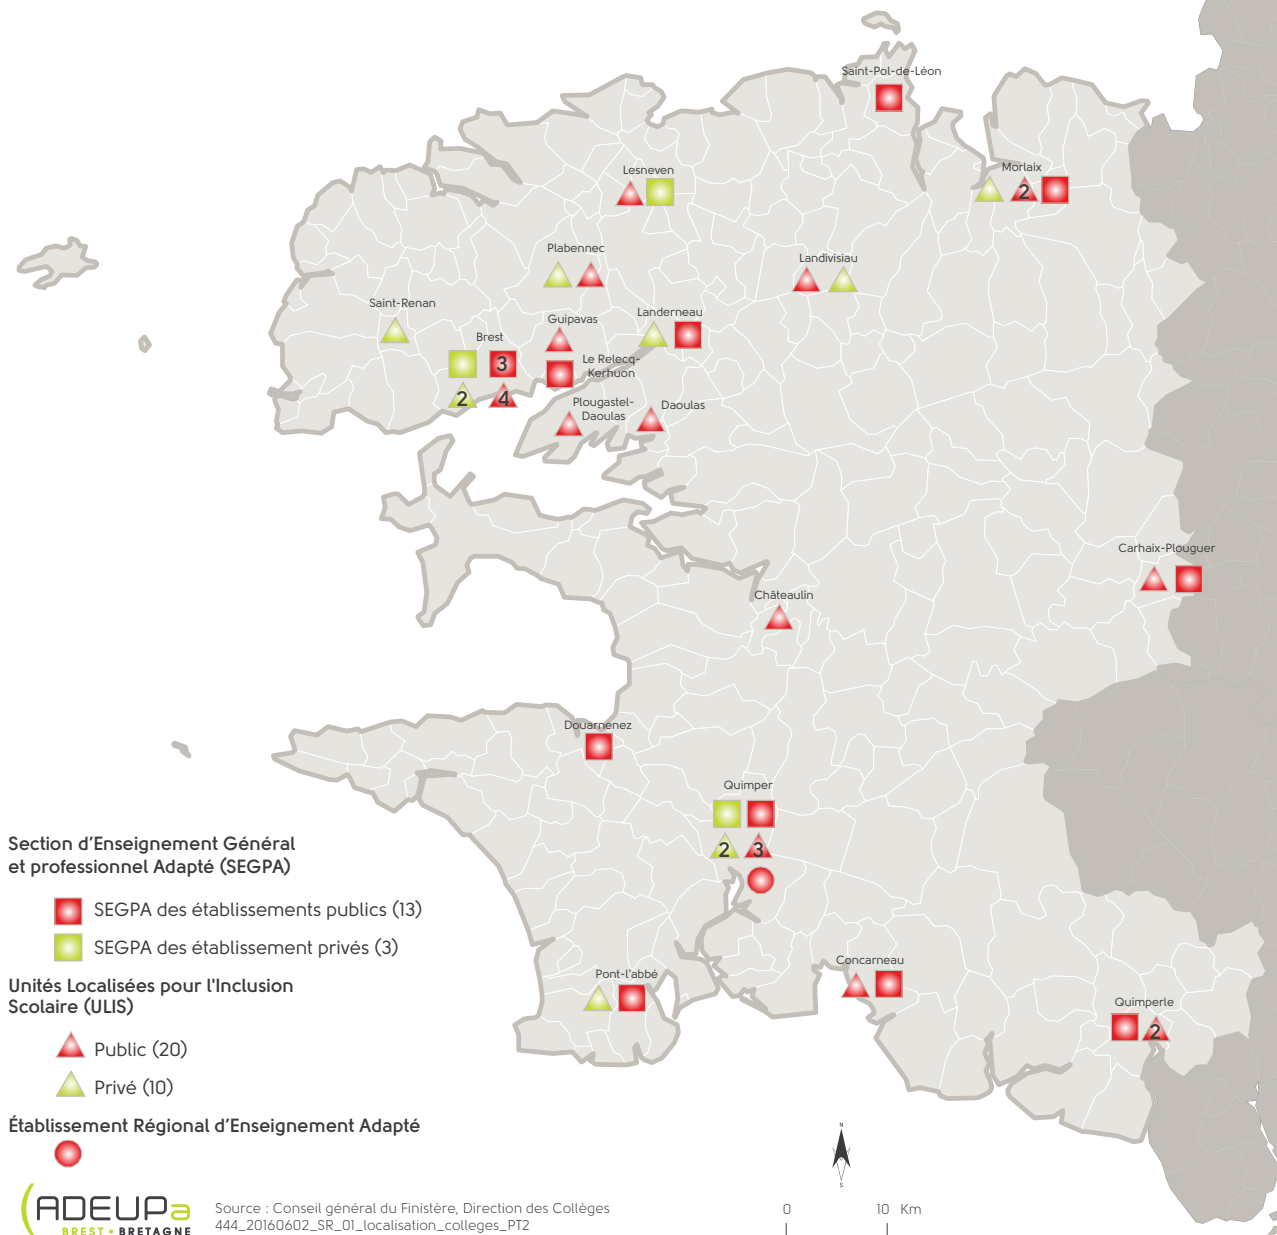 Saint-Pol-de-Léon
Morlaix
2
Lesneven
Plabennec
Landivisiau
Saint-Renan
Guipavas
Landerneau
Brest
3
Le Relecq-
Kerhuon
2
4
Plougastel-
Daoulas
Daoulas
Carhaix-Plouguer
Châteaulin
Douarnenez
Quimper
2
3
Pont-l'abbé
Concarneau
Quimperle
2
Section d'Enseignement Général
et professionnel Adapté (SEGPA)
SEGPA des établissements publics (13)
SEGPA des établissement privés (3)
Unités Localisées pour l'Inclusion
Scolaire (ULIS)
Public (20)
Privé (10)
Établissement Régional d'Enseignement Adapté
N
S
ADEUPa
BREST • BRETAGNE
Source : Conseil général du Finistère, Direction des Collèges
444_20160602_SR_01_localisation_colleges_PT2
0 10 Km